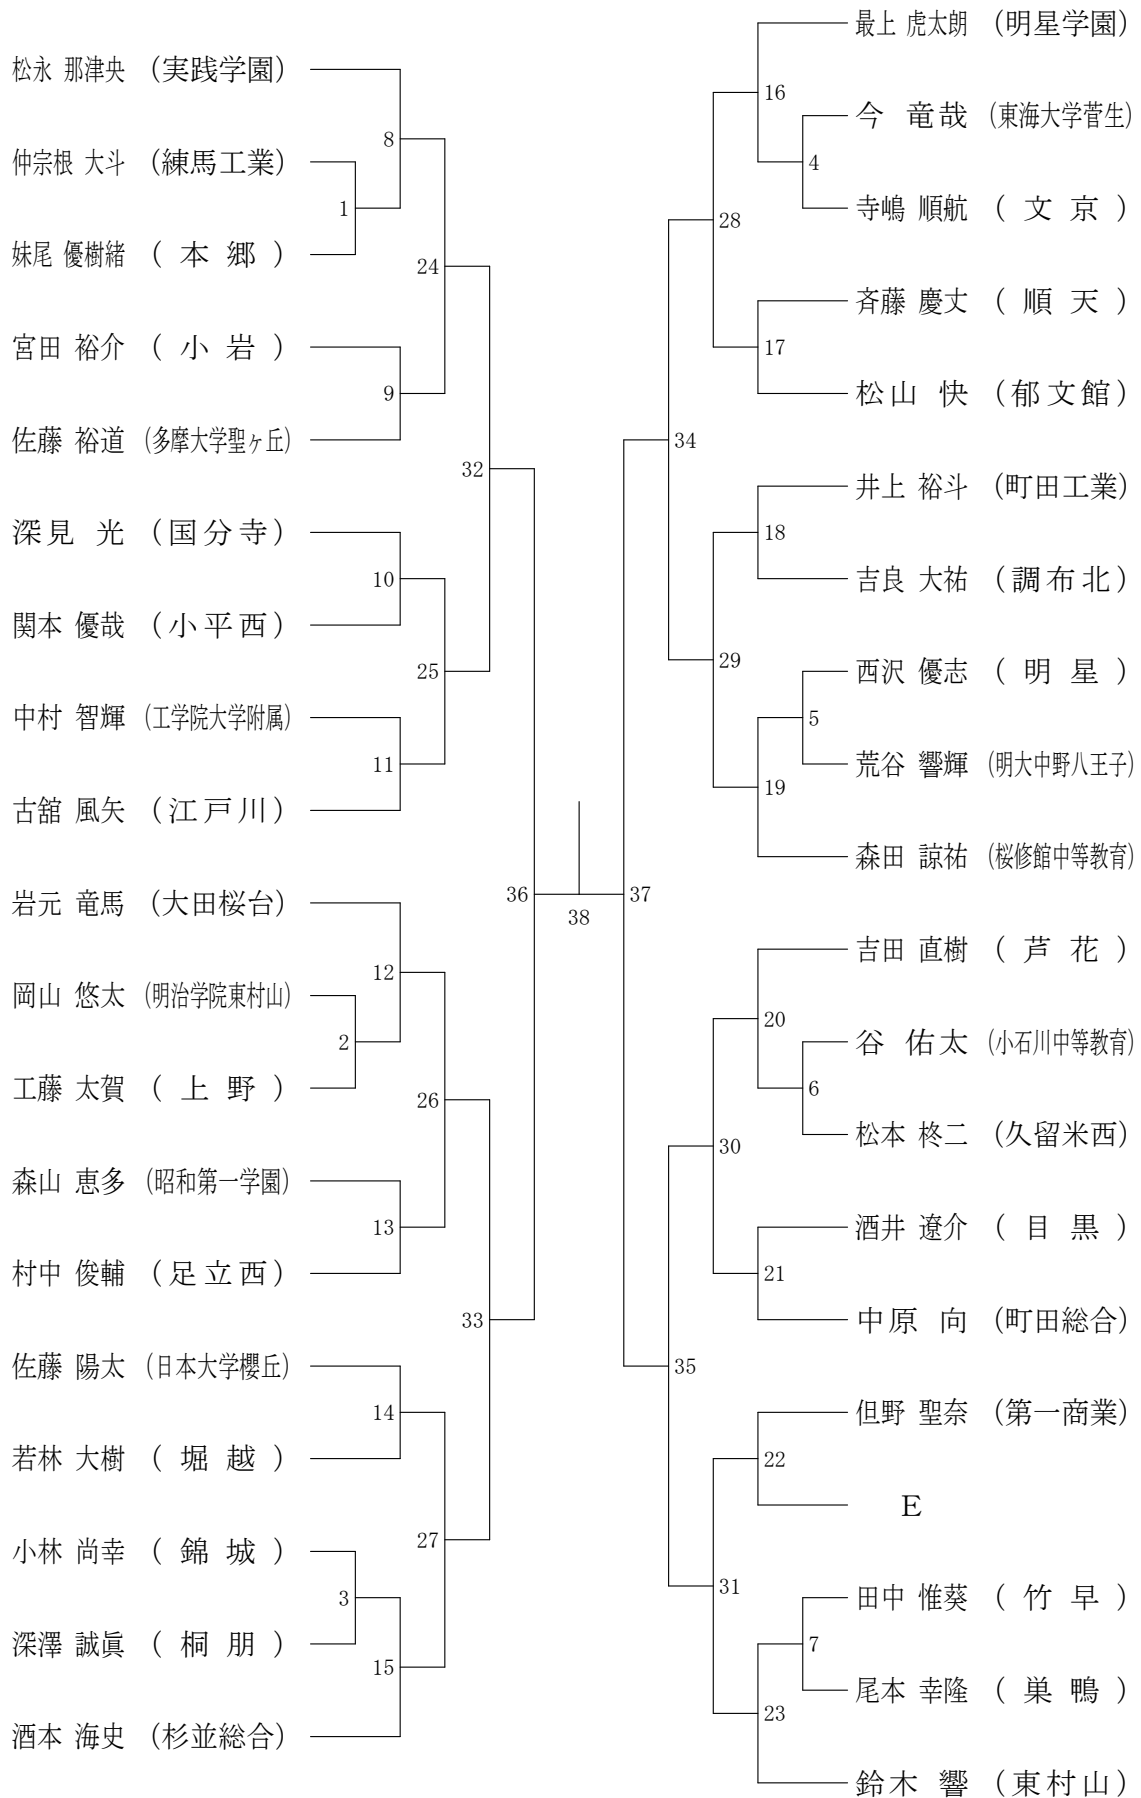 松永 那津央 (実践学園)
仲宗根 大斗 (練馬工業)
妹尾 優樹緒 ( 本 郷 )
宮田 裕介 ( 小 岩 )
佐藤 裕道 (多摩大学聖ヶ丘)
深見 光 (国分寺)
関本 優哉 (小平西)
中村 智輝 (工学院大学附属)
古舘 風矢 (江戸川)
岩元 竜馬 (大田桜台)
岡山 悠太 (明治学院東村山)
工藤 太賀 ( 上 野 )
森山 恵多 (昭和第一学園)
村中 俊輔 (足立西)
佐藤 陽太 (日本大学櫻丘)
若林 大樹 ( 堀 越 )
小林 尚幸 ( 錦 城 )
深澤 誠眞 ( 桐 朋 )
酒本 海史 (杉並総合)
1
2
3
8
9
10
11
12
13
14
15
24
25
26
27
32
33
36
38
37
34
35
28
29
30
31
16
17
18
19
20
21
22
23
4
5
6
7
最上 虎太朗 (明星学園)
今 竜哉 (東海大学菅生)
寺嶋 順航 ( 文 京 )
斉藤 慶丈 ( 順 天 )
松山 快 (郁文館)
井上 裕斗 (町田工業)
吉良 大祐 (調布北)
西沢 優志 ( 明 星 )
荒谷 響輝 (明大中野八王子)
森田 諒祐 (桜修館中等教育)
吉田 直樹 ( 芦 花 )
谷 佑太 (小石川中等教育)
松本 柊二 (久留米西)
酒井 遼介 ( 目 黒 )
中原 向 (町田総合)
但野 聖奈 (第一商業)
E
田中 惟葵 ( 竹 早 )
尾本 幸隆 ( 巣 鴨 )
鈴木 響 (東村山)